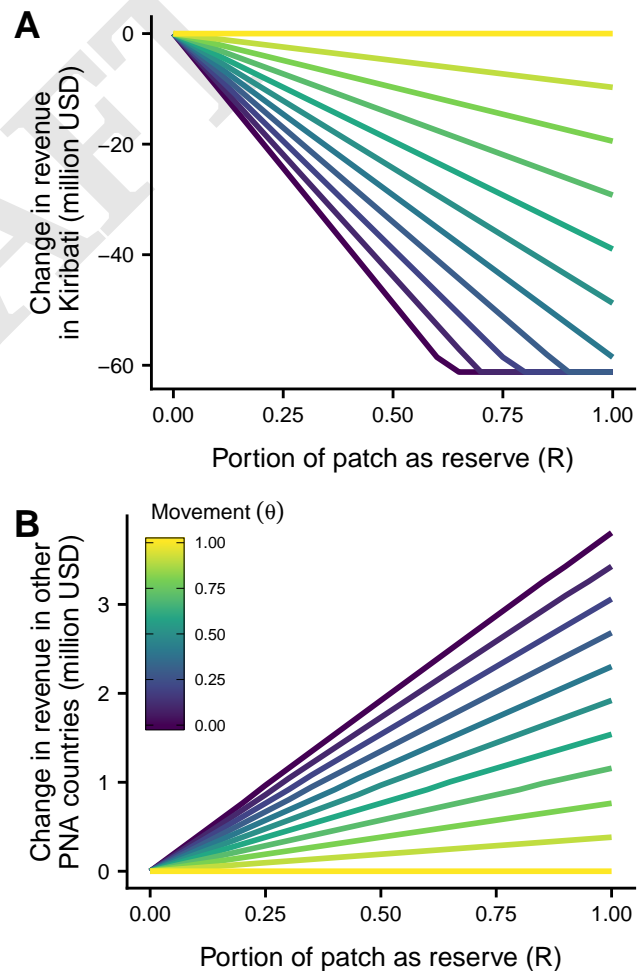 A
Change in revenue
in Kiribati (million USD)
0
−20
−40
−60
0.00 0.25 0.50 0.75 1.00
Portion of patch as reserve (R)
B
Change in revenue in other
PNA countries (million USD)
Movement (θ)
1.00
0.75
0.50
0.25
0.00
3
2
1
0
0.00 0.25 0.50 0.75 1.00
Portion of patch as reserve (R)
AFT